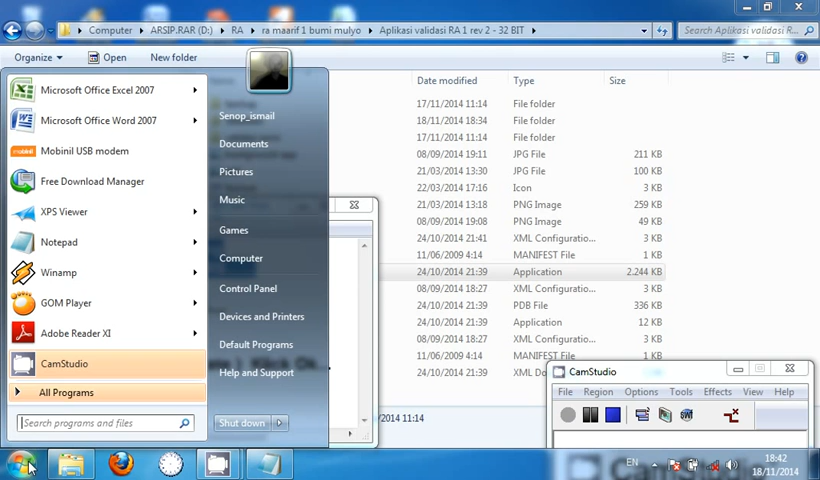 Computer ▸ ARSIP.RAR (D:) ▸ RA ▸ ra maarif 1 bumi mulyo ▸ Aplikasi validasi RA 1 rev 2 - 32 BIT ▸
Search Aplikasi validasi R...
Organize
Open
New folder
Date modified Type Size
17/11/2014 11:14 File folder
18/11/2014 18:34 File folder
17/11/2014 11:14 File folder
08/09/2014 19:11 JPG File 211 KB
21/03/2014 13:30 JPG File 100 KB
22/03/2014 17:16 Icon 3 KB
21/03/2014 13:18 PNG Image 259 KB
08/09/2014 19:08 PNG Image 49 KB
24/10/2014 21:41 XML Configuratio... 3 KB
11/06/2009 4:14 MANIFEST File 1 KB
24/10/2014 21:39 Application 2.244 KB
08/09/2014 18:27 XML Configuratio... 3 KB
24/10/2014 21:39 PDB File 336 KB
24/10/2014 21:39 Application 12 KB
08/09/2014 18:27 XML Configuratio... 3 KB
11/06/2009 4:14 MANIFEST File 1 KB
24/10/2014 21:39 XML Do
/2014 11:14
Microsoft Office Excel 2007
Microsoft Office Word 2007
mobinil Mobinil USB modem
Free Download Manager
XPS Viewer
Notepad
Winamp
GOM Player
Adobe Reader XI
CamStudio
All Programs
Search programs and files
Senop_ismail
Documents
Pictures
Music
Games
Computer
Control Panel
Devices and Printers
Default Programs
Help and Support
Shut down
Klick Ok...
CamStudio
File Region Options Tools Effects View Help
EN
18:42
18/11/2014